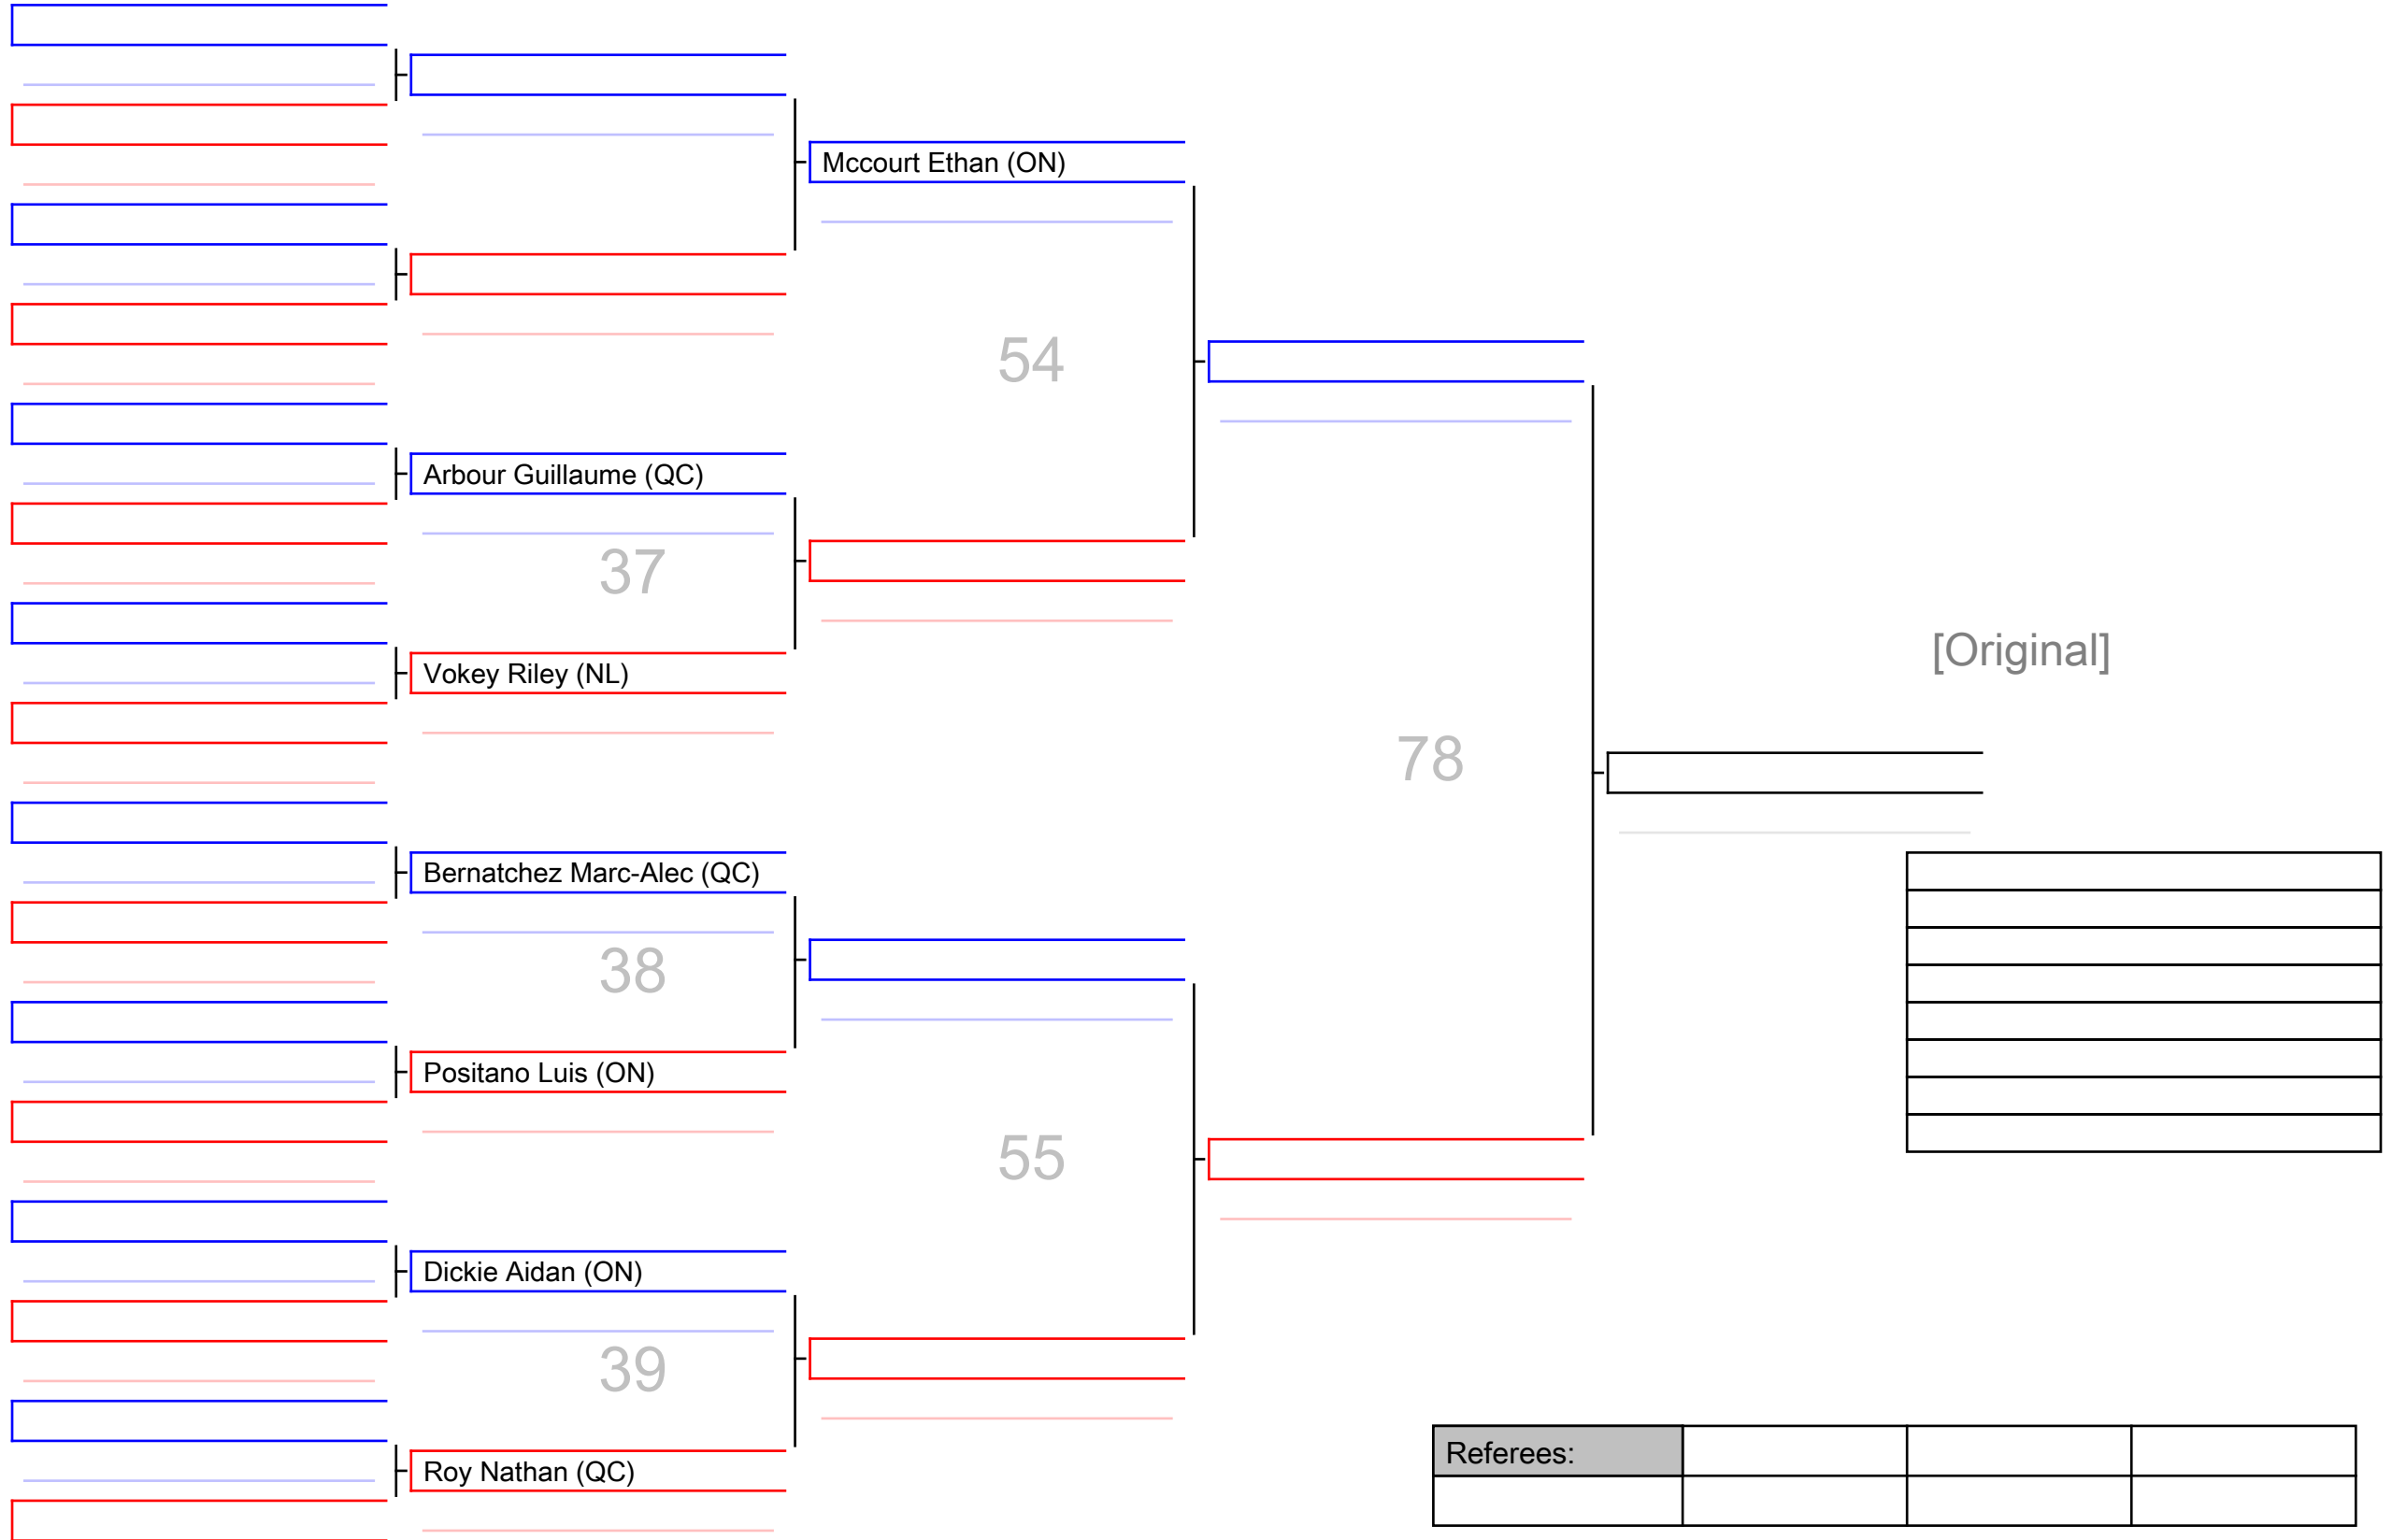 Mccourt Ethan (ON)
54
Arbour Guillaume (QC)
37
Vokey Riley (NL)
[Original]
78
Bernatchez Marc-Alec (QC)
38
Positano Luis (ON)
55
Dickie Aidan (ON)
39
Roy Nathan (QC)
Referees: